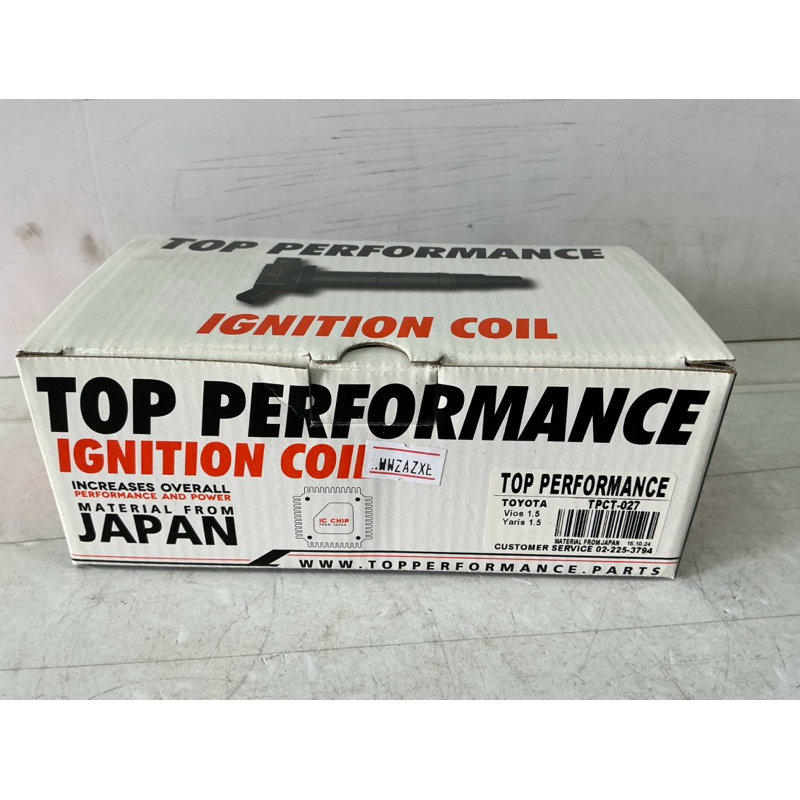 TOP PERFORMANCE
IGNITION COIL
TOP PERFORMANCE
IGNITION COIL
INCREASES OVERALL
PERFORMANCE AND POWER
MATERIAL FROM
JAPAN
IC CHIP
FROM JAPAN
TOP PERFORMANCE
TOYOTA TPCT-027
Vios 1.5
Yaris 1.5
MATERIAL FROM JAPAN 16.10.24
CUSTOMER SERVICE 02-225-3794
WWW.TOPPERFORMANCE.PARTS